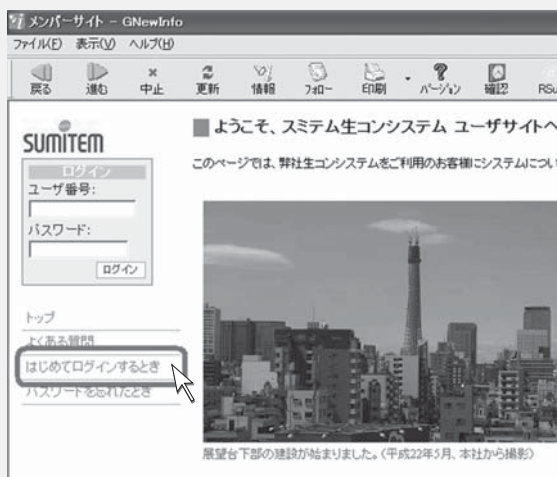 メンバーサイト - GNewInfo
ファイル(F) 表示(V) ヘルプ(H)
戻る 進む 中止 更新 情報 フォロー 印刷 バージョン 確認
ようこそ、スミテム生コンシステム ユーザサイトへ
このページでは、弊社生コンシステムをご利用のお客様にシステムについ
SUMITEM
ログイン
ユーザ番号:
パスワード:
ログイン
トップ
よくある質問
はじめてログインするとき
パスワードを忘れたとき
展望台下部の建設が始まりました。(平成22年5月、本社から撮影)